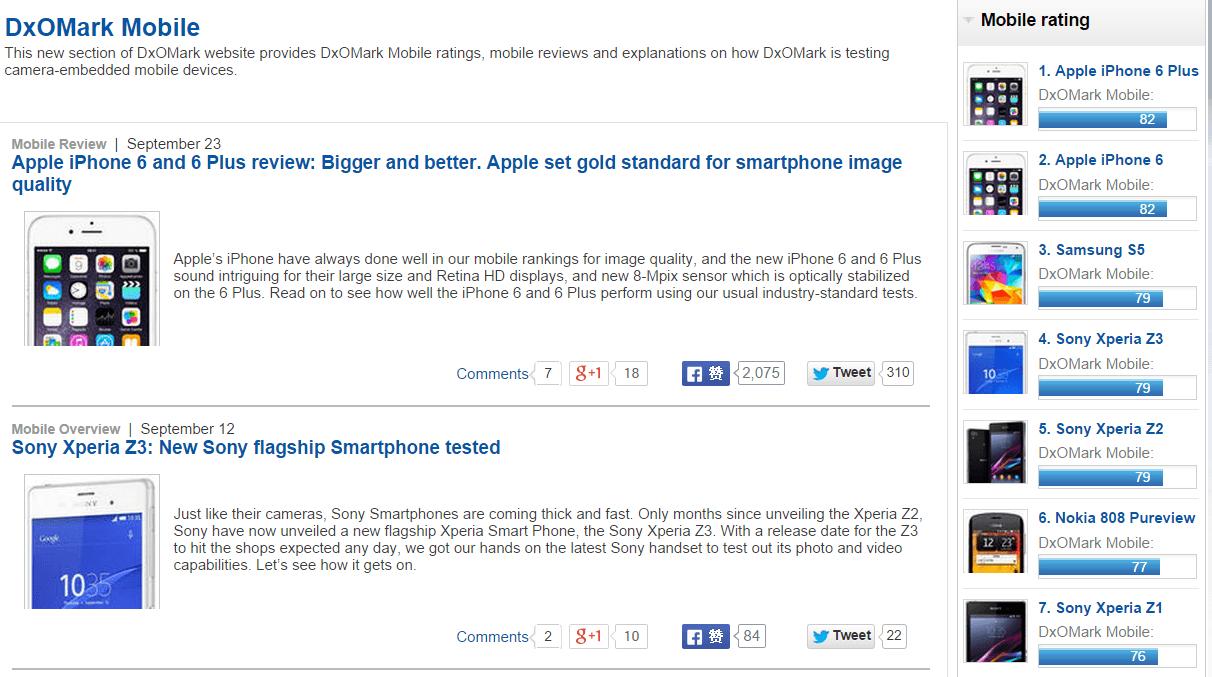 DxOMark Mobile
This new section of DxOMark website provides DxOMark Mobile ratings, mobile reviews and explanations on how DxOMark is testing
camera-embedded mobile devices.
Mobile Review | September 23
Apple iPhone 6 and 6 Plus review: Bigger and better. Apple set gold standard for smartphone image
quality
Apple's iPhone have always done well in our mobile rankings for image quality, and the new iPhone 6 and 6 Plus
sound intriguing for their large size and Retina HD displays, and new 8-Mpix sensor which is optically stabilized
on the 6 Plus. Read on to see how well the iPhone 6 and 6 Plus perform using our usual industry-standard tests.
Comments 7 g+1 18 赞 2,075 Tweet 310
Mobile Overview | September 12
Sony Xperia Z3: New Sony flagship Smartphone tested
SONY
Google
10 35
Just like their cameras, Sony Smartphones are coming thick and fast. Only months since unveiling the Xperia Z2,
Sony have now unveiled a new flagship Xperia Smart Phone, the Sony Xperia Z3. With a release date for the Z3
to hit the shops expected any day, we got our hands on the latest Sony handset to test out its photo and video
capabilities. Let's see how it gets on.
Comments 2 g+1 10 赞 84 Tweet 22
Mobile rating
1. Apple iPhone 6 Plus
DxOMark Mobile:
82
2. Apple iPhone 6
DxOMark Mobile:
82
3. Samsung S5
DxOMark Mobile:
79
4. Sony Xperia Z3
DxOMark Mobile:
79
5. Sony Xperia Z2
DxOMark Mobile:
79
6. Nokia 808 Pureview
DxOMark Mobile:
77
12 23
7. Sony Xperia Z1
DxOMark Mobile:
76